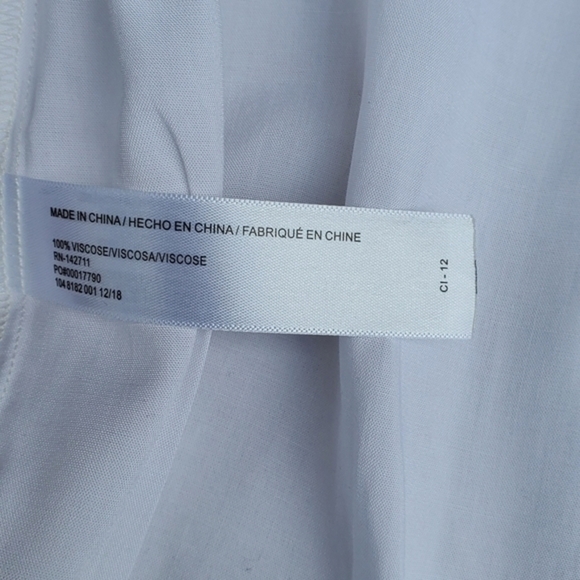 MADE IN CHINA / HECHO EN CHINA / FABRIQUÉ EN CHINE
100% VISCOSE/VISCOSA/VISCOSE
RN-142711
PO#00017790
104 8182 001 12/18
CI - 12